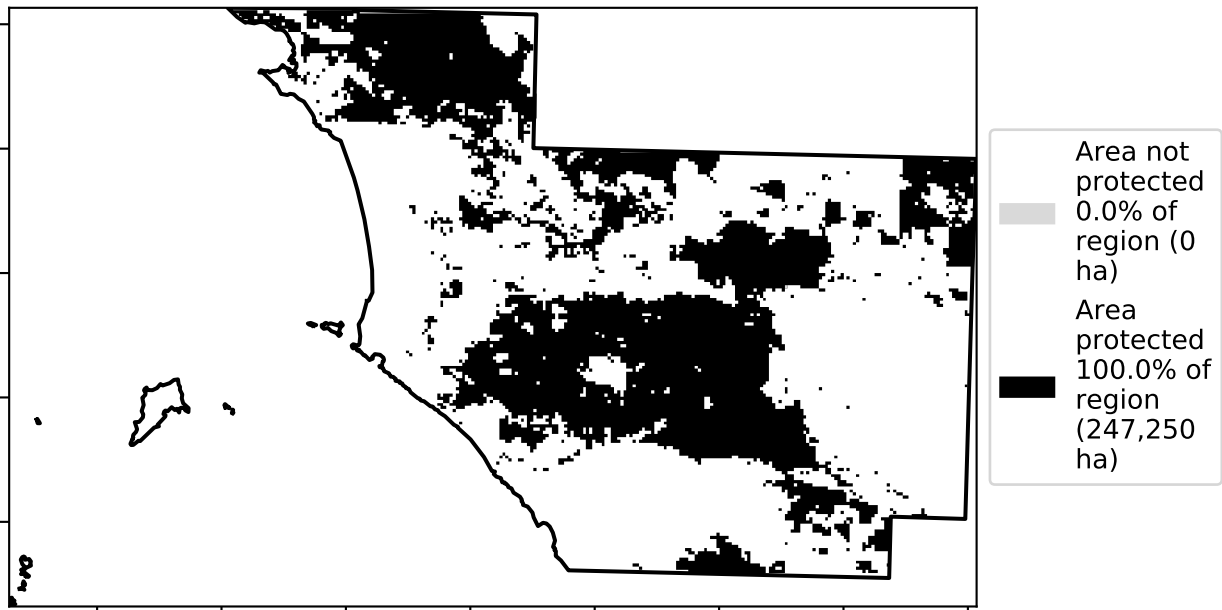 Area not
protected
0.0% of
region (0
ha)
Area
protected
100.0% of
region
(247,250
ha)